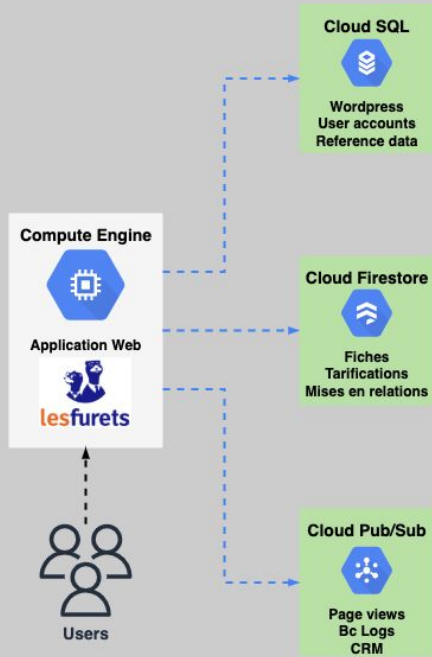 Cloud SQL
Wordpress
User accounts
Reference data
Compute Engine
Application Web
lesfurets
Cloud Firestore
Fiches
Tarifications
Mises en relations
Cloud Pub/Sub
Page views
Bc Logs
CRM
Users